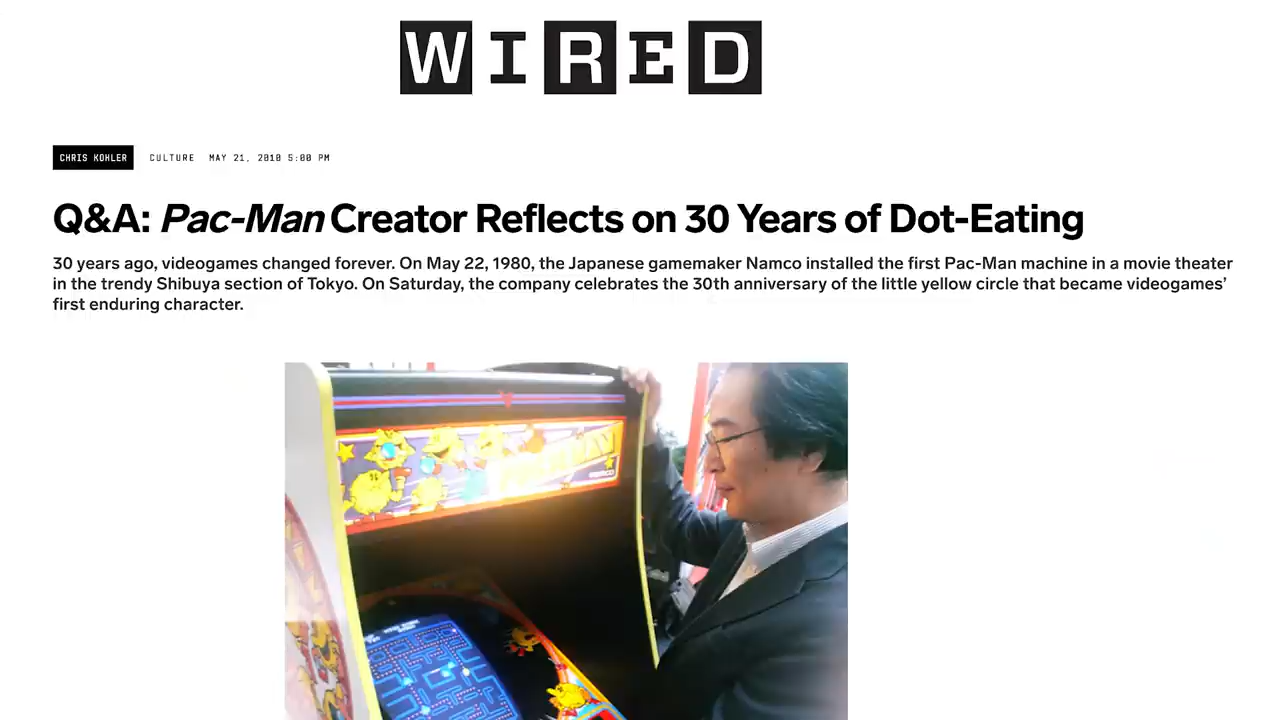 WIRED
CHRIS KOHLER CULTURE MAY 21, 2010 5:00 PM
Q&A: Pac-Man Creator Reflects on 30 Years of Dot-Eating
30 years ago, videogames changed forever. On May 22, 1980, the Japanese gamemaker Namco installed the first Pac-Man machine in a movie theater
in the trendy Shibuya section of Tokyo. On Saturday, the company celebrates the 30th anniversary of the little yellow circle that became videogames’
first enduring character.
namco